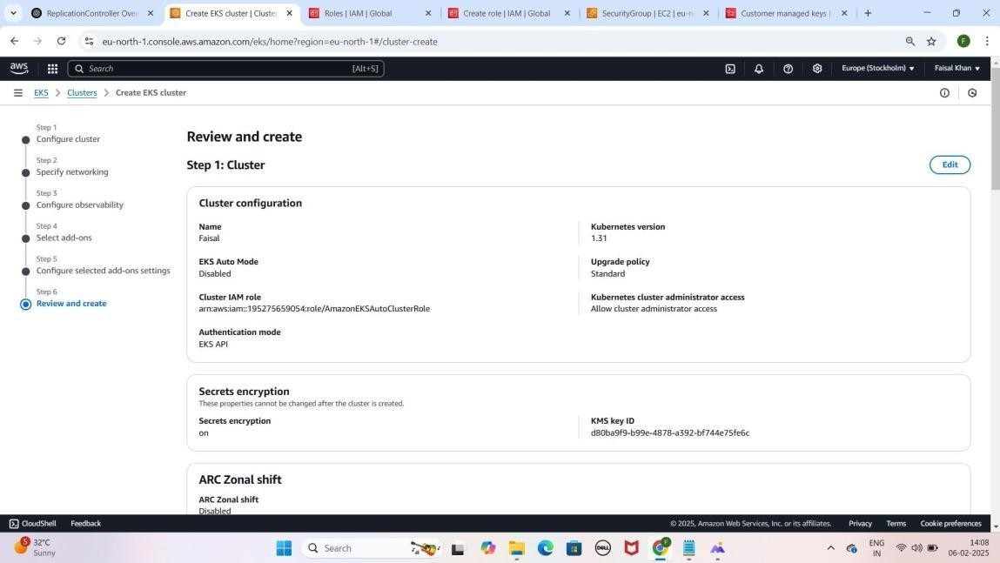 ReplicationController Over
Create EKS cluster | Cluster
Roles | IAM | Global
Create role | IAM | Global
SecurityGroup | EC2 | eu-n
Customer managed keys |
eu-north-1.console.aws.amazon.com/eks/home?region=eu-north-1#/cluster-create
F
aws
Search
[Alt+S]
Europe (Stockholm)
Faisal Khan
EKS > Clusters > Create EKS cluster
Step 1
Configure cluster
Step 2
Specify networking
Step 3
Configure observability
Step 4
Select add-ons
Step 5
Configure selected add-ons settings
Step 6
Review and create
Review and create
Step 1: Cluster
Edit
Cluster configuration
Name
Faisal
Kubernetes version
1.31
EKS Auto Mode
Disabled
Upgrade policy
Standard
Cluster IAM role
arn:aws:iam::195275659054:role/AmazonEKSAutoClusterRole
Kubernetes cluster administrator access
Allow cluster administrator access
Authentication mode
EKS API
Secrets encryption
These properties cannot be changed after the cluster is created.
Secrets encryption
on
KMS key ID
d80ba9f9-b99e-4878-a392-bf744e75fe6c
ARC Zonal shift
ARC Zonal shift
Disabled
CloudShell
Feedback
© 2025, Amazon Web Services, Inc. or its affiliates.
Privacy
Terms
Cookie preferences
5
32°C
Sunny
Search
DELL
F
ENG
IN
14:08
06-02-2025